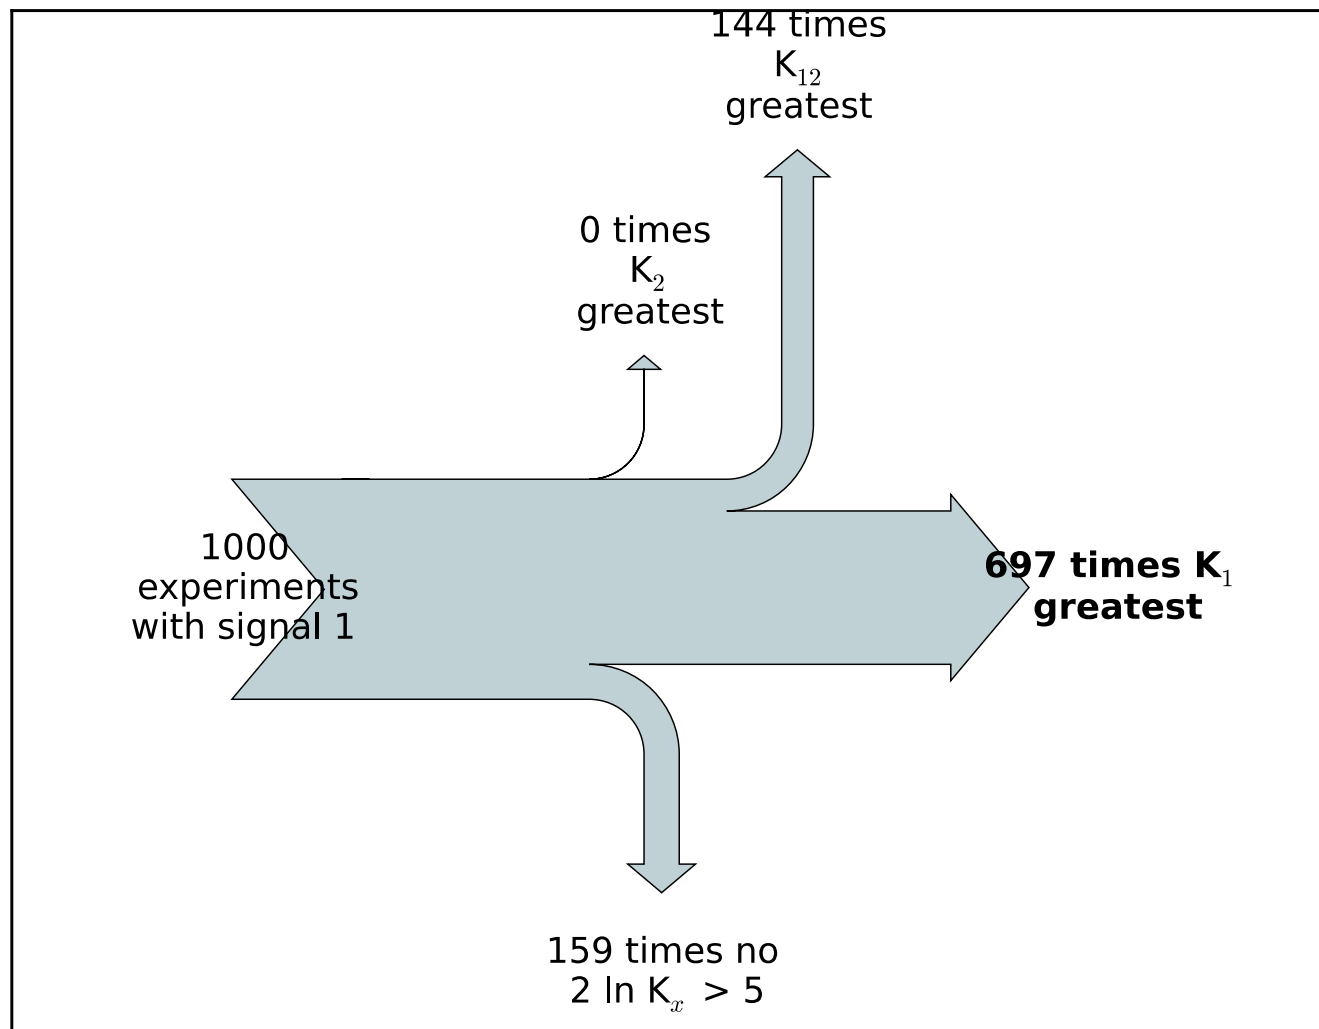 144 times
K₁₂
greatest
0 times
K₂
greatest
1000
experiments
with signal 1
697 times K₁
greatest
159 times no
2 ln Kₓ > 5